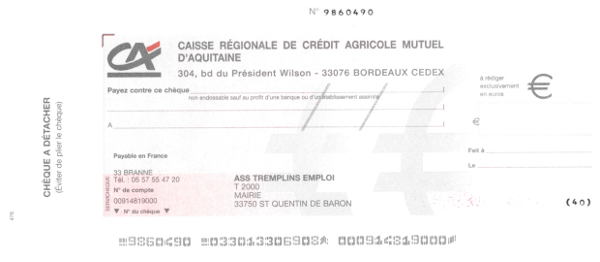 N° 9860490
CA
CAISSE RÉGIONALE DE CRÉDIT AGRICOLE MUTUEL
D'AQUITAINE
304, bd du Président Wilson - 33076 BORDEAUX CEDEX
Payez contre ce chèque
non endossable sauf au profit d'une banque ou d'un établissement assimilé
A
à rédiger
exclusivement
en euros
€
€
CHÈQUE A DÉTACHER
(Éviter de plier le chèque)
Payable en France
Fait à
Le
33 BRANNE
Tél. : 05 57 55 47 20
N° de compte
00914819000
▼ N° du chèque ▼
ASS TREMPLINS EMPLOI
T 2000
MAIRIE
33750 ST QUENTIN DE BARON
(40)
9860490 033013306908A 000914819000